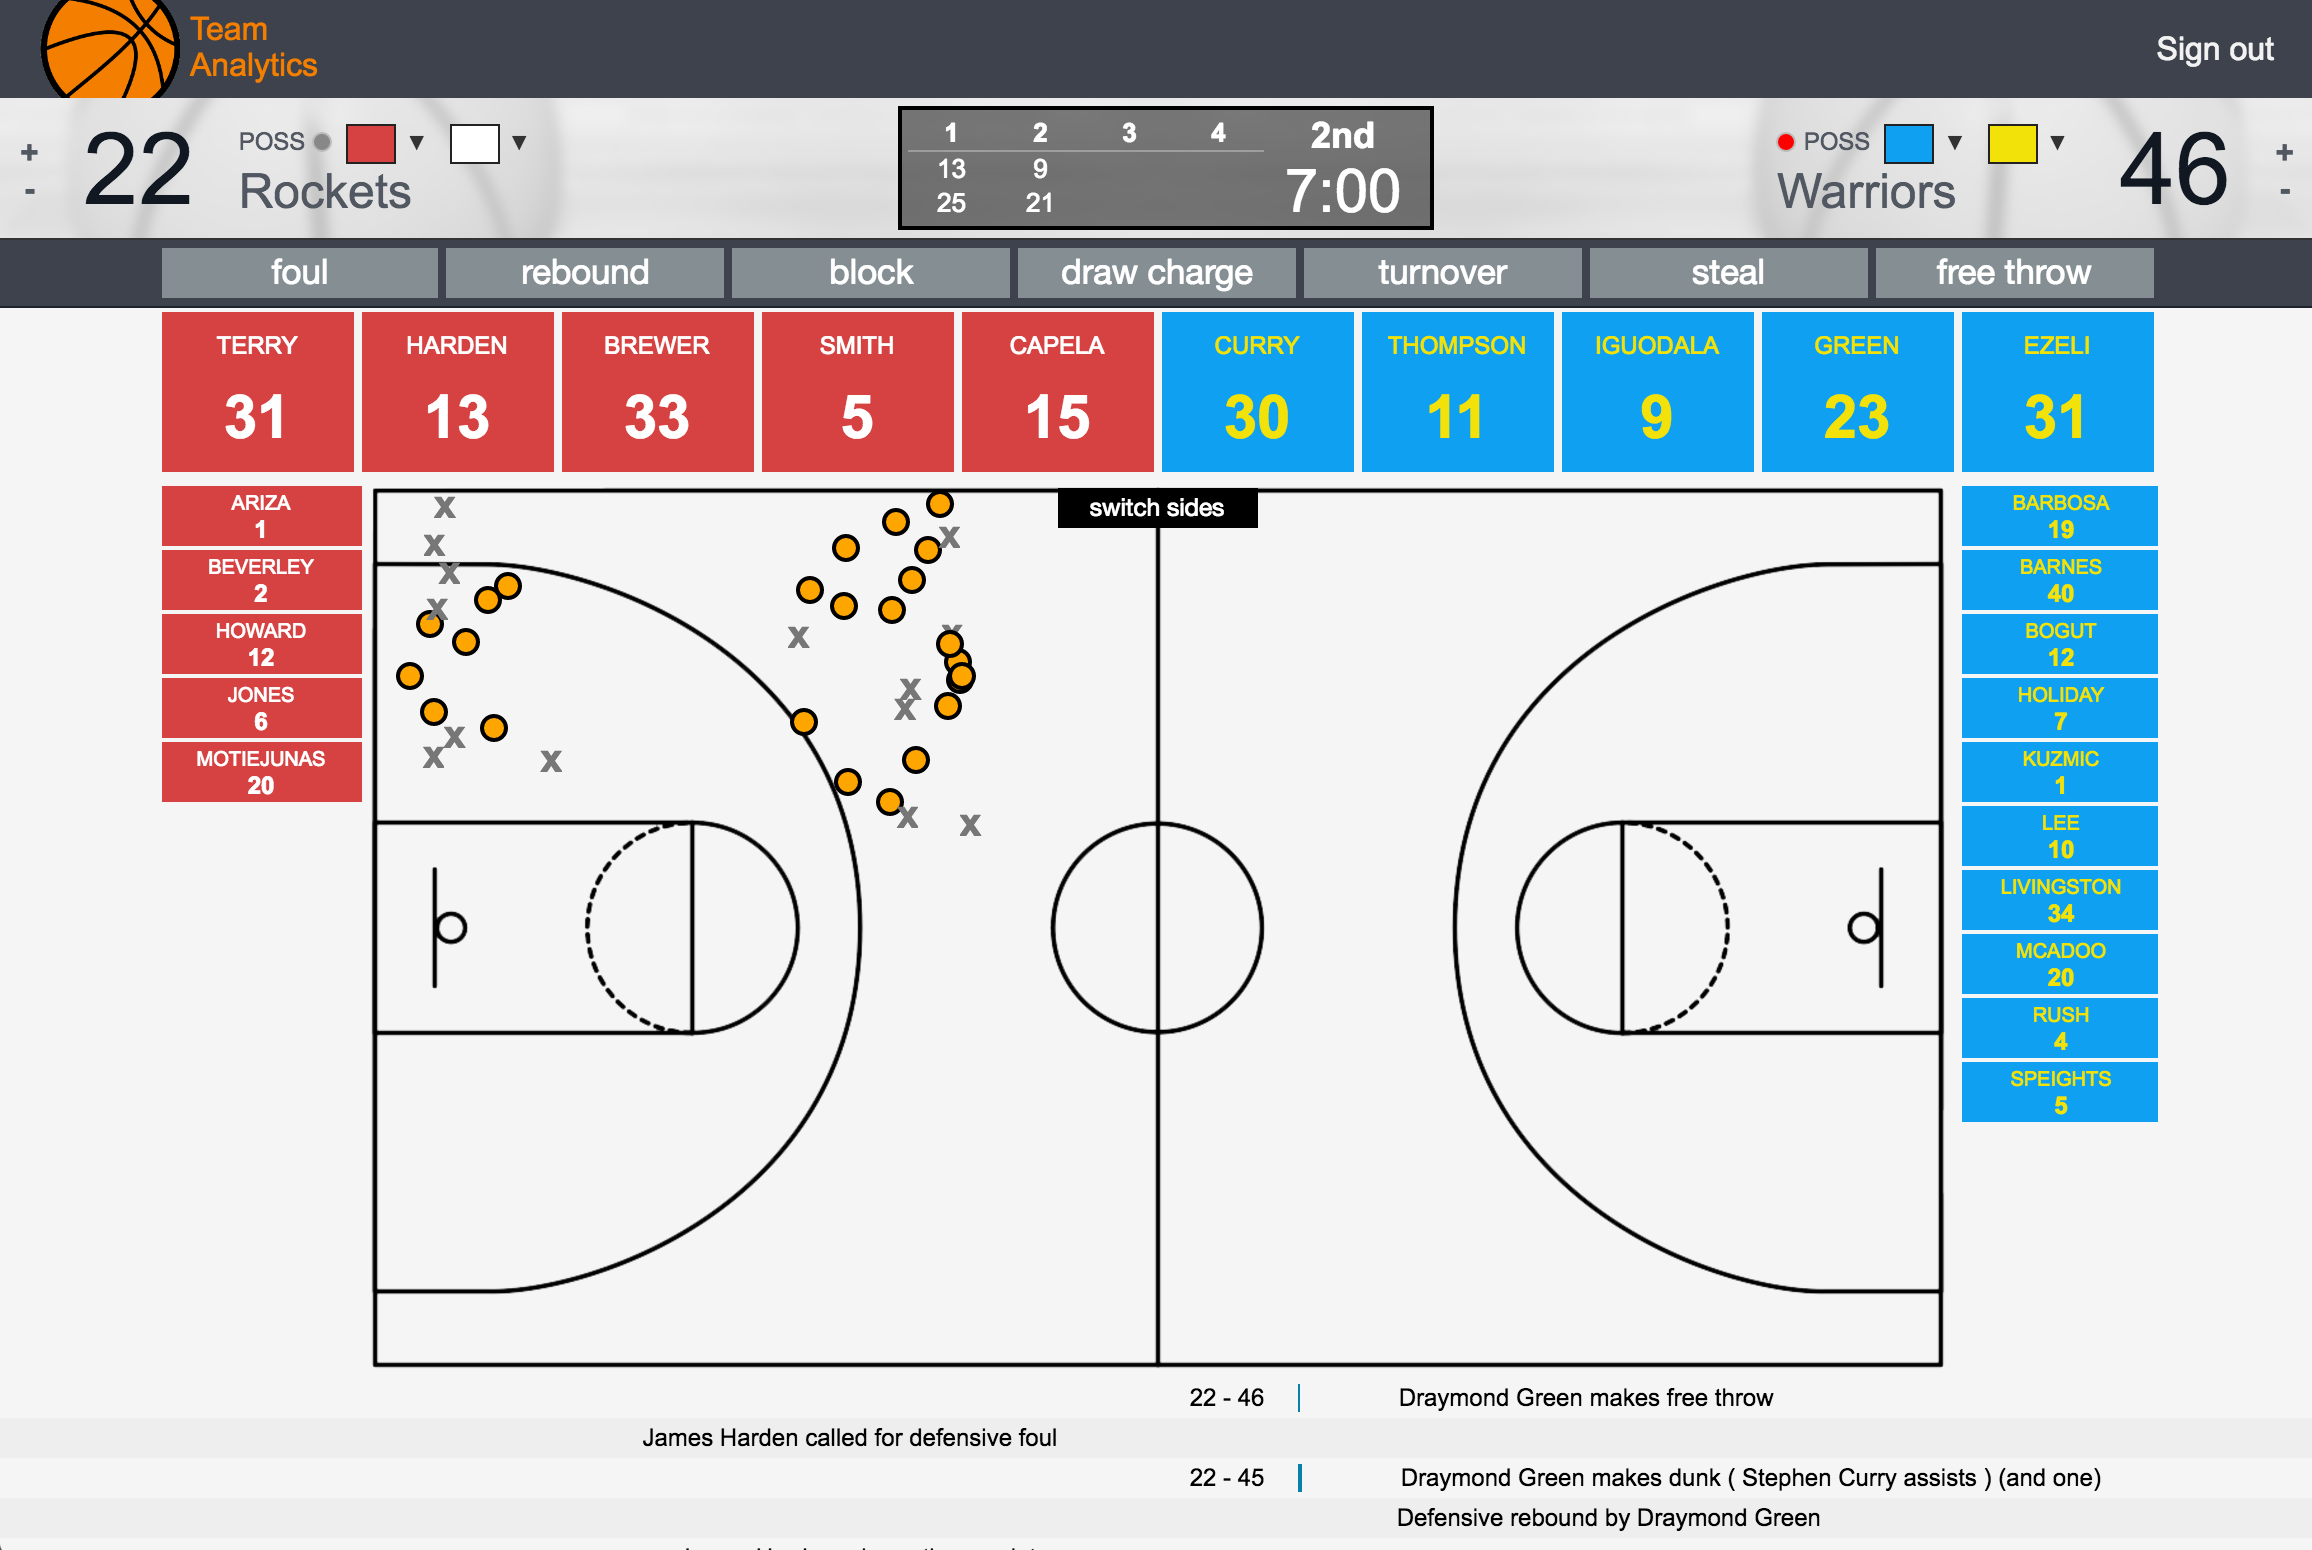 Team
Analytics
Sign out
+
-
22
POSS ▼ ▼
Rockets
1 2 3 4 2nd
13 9
25 21
7:00
POSS ▼ ▼
Warriors
46
+
-
foul rebound block draw charge turnover steal free throw
TERRY HARDEN BREWER SMITH CAPELA CURRY THOMPSON IGUODALA GREEN EZELI
31 13 33 5 15 30 11 9 23 31
switch sides
ARIZA
1
BEVERLEY
2
HOWARD
12
JONES
6
MOTIEJUNAS
20
BARBOSA
19
BARNES
40
BOGUT
12
HOLIDAY
7
KUZMIC
1
LEE
10
LIVINGSTON
34
MCADOO
20
RUSH
4
SPEIGHTS
5
22 - 46 Draymond Green makes free throw
James Harden called for defensive foul
22 - 45 Draymond Green makes dunk ( Stephen Curry assists ) (and one)
Defensive rebound by Draymond Green